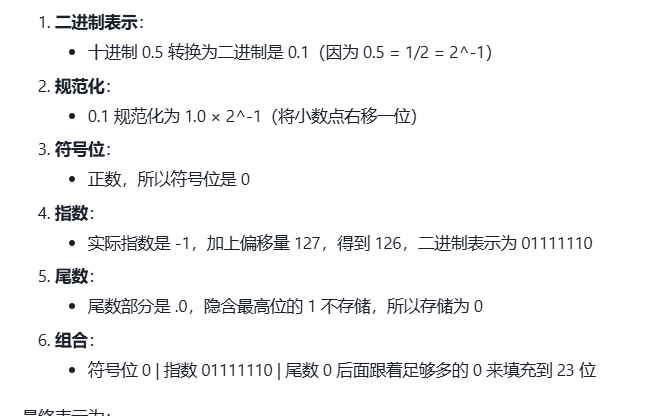 1. 二进制表示：
• 十进制 0.5 转换为二进制是 0.1（因为 0.5 = 1/2 = 2^-1）
2. 规范化：
• 0.1 规范化为 1.0 × 2^-1（将小数点右移一位）
3. 符号位：
• 正数，所以符号位是 0
4. 指数：
• 实际指数是 -1，加上偏移量 127，得到 126，二进制表示为 01111110
5. 尾数：
• 尾数部分是 .0，隐含最高位的 1 不存储，所以存储为 0
6. 组合：
• 符号位 0 | 指数 01111110 | 尾数 0 后面跟着足够多的 0 来填充到 23 位
最终表示为：